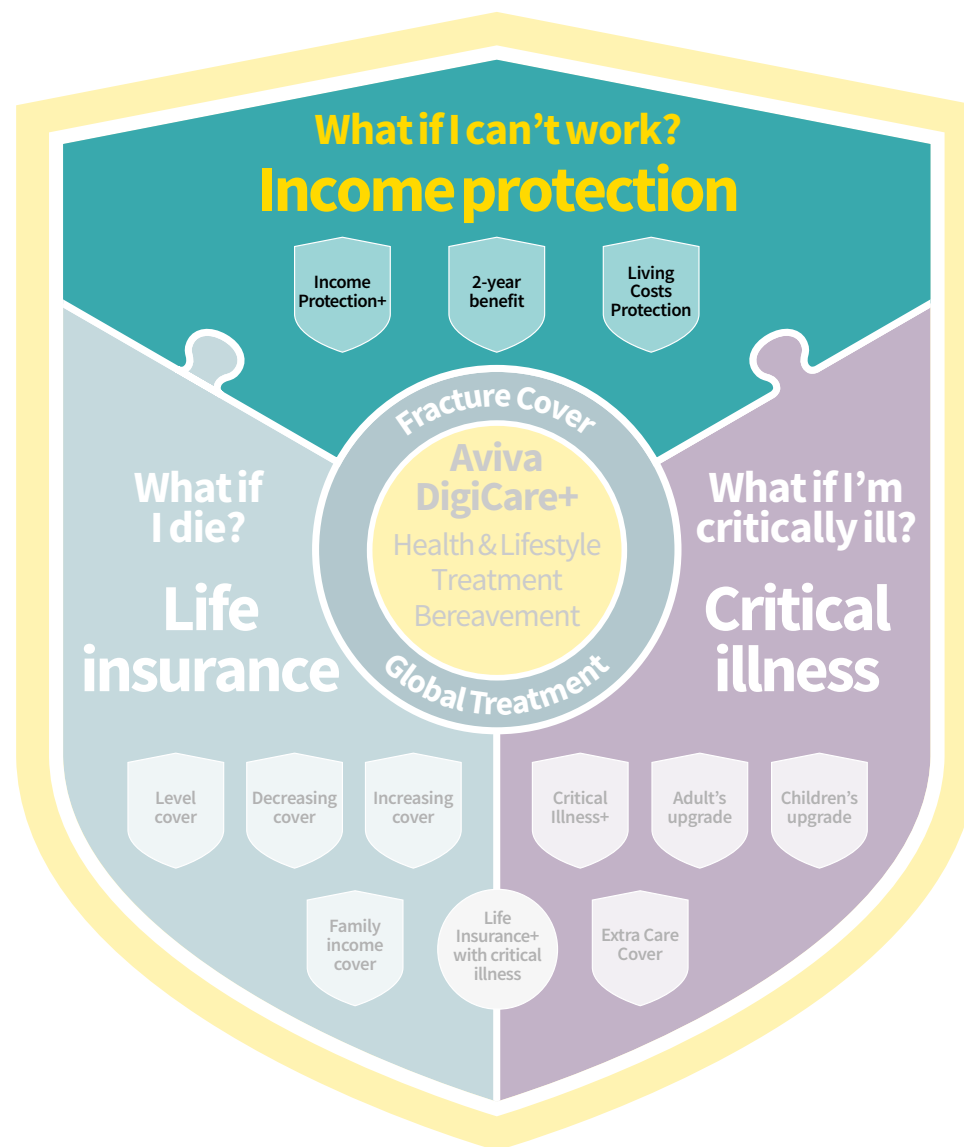 What if I can’t work?
Income protection
Income
Protection+
2-year
benefit
Living
Costs
Protection
Fracture Cover
Aviva
DigiCare+
Health & Lifestyle
Treatment
Bereavement
Global Treatment
What if
I die?
Life
insurance
What if I’m
critically ill?
Critical
illness
Level
cover
Decreasing
cover
Increasing
cover
Critical
Illness+
Adult’s
upgrade
Children’s
upgrade
Family
income
cover
Life
Insurance+
with critical
illness
Extra Care
Cover